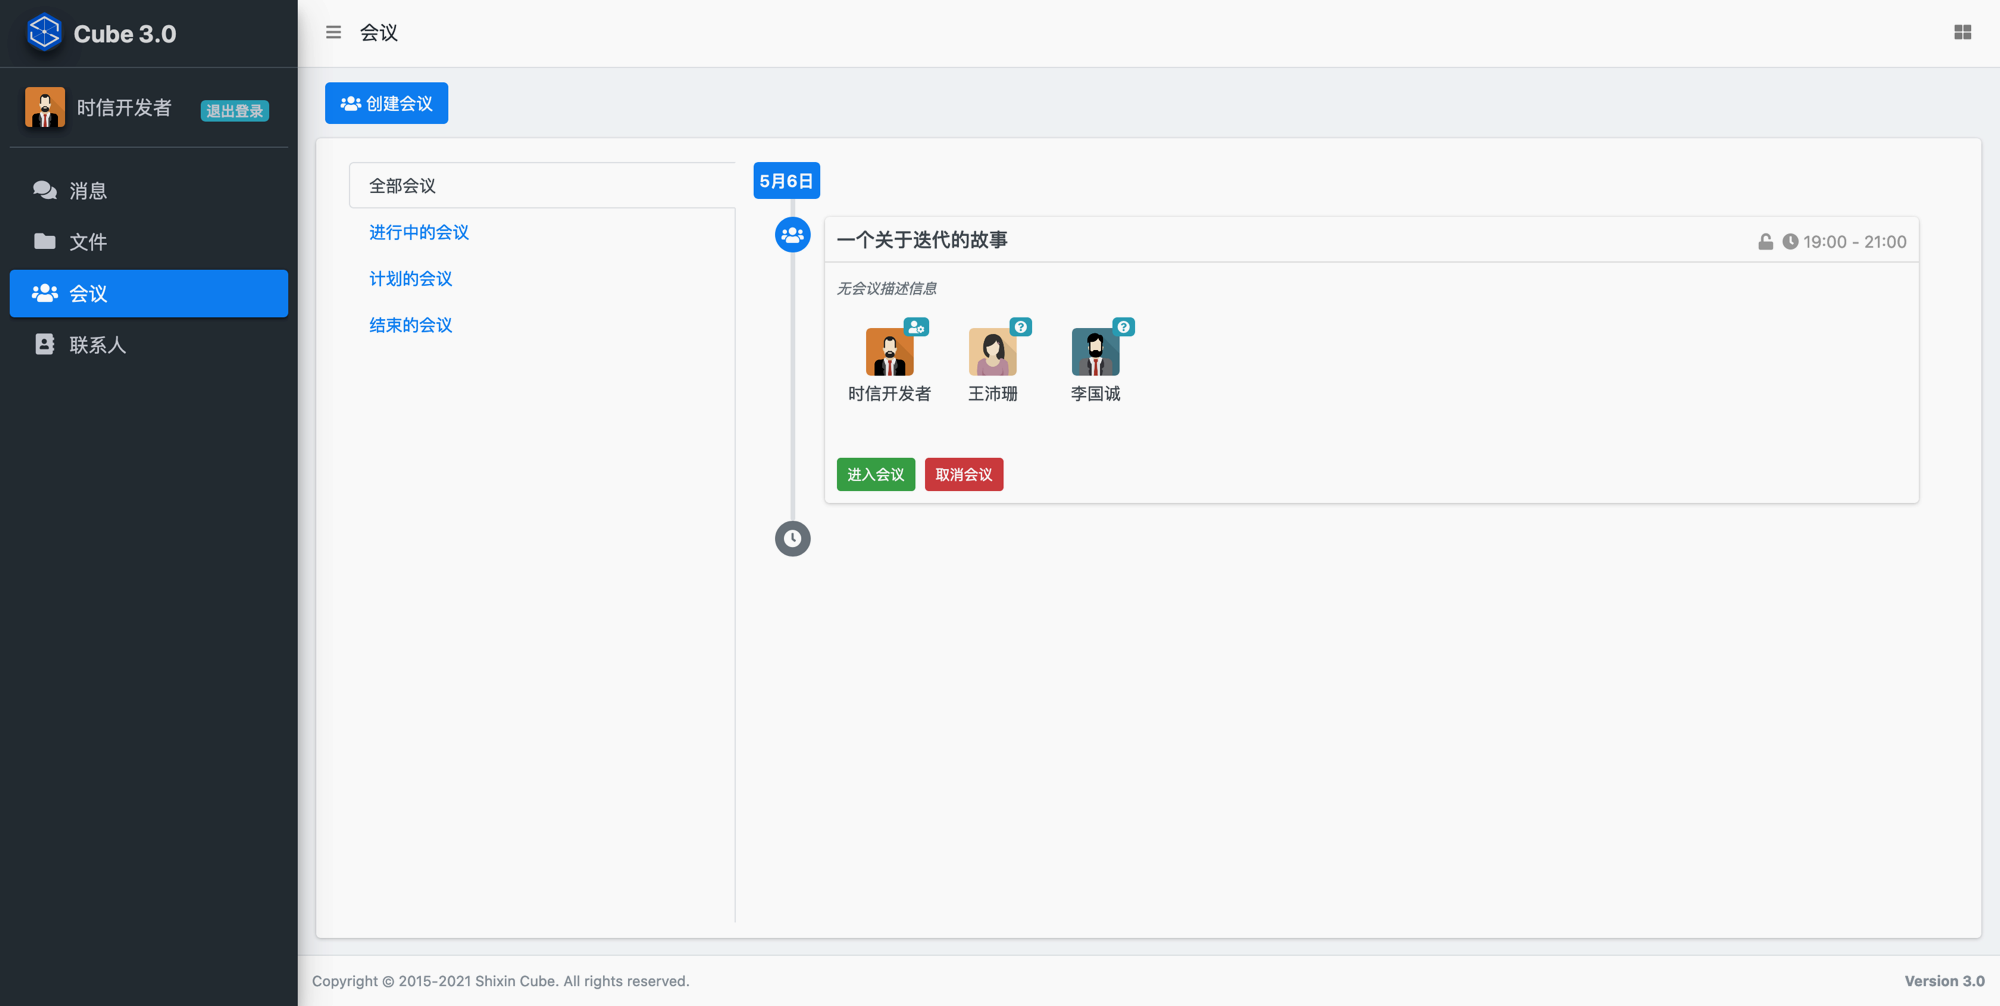 Cube 3.0
时信开发者
退出登录
消息
文件
会议
联系人
会议
创建会议
全部会议
进行中的会议
计划的会议
结束的会议
5月6日
一个关于迭代的故事
19:00 - 21:00
无会议描述信息
时信开发者
王沛珊
李国诚
进入会议
取消会议
Copyright © 2015-2021 Shixin Cube. All rights reserved.
Version 3.0